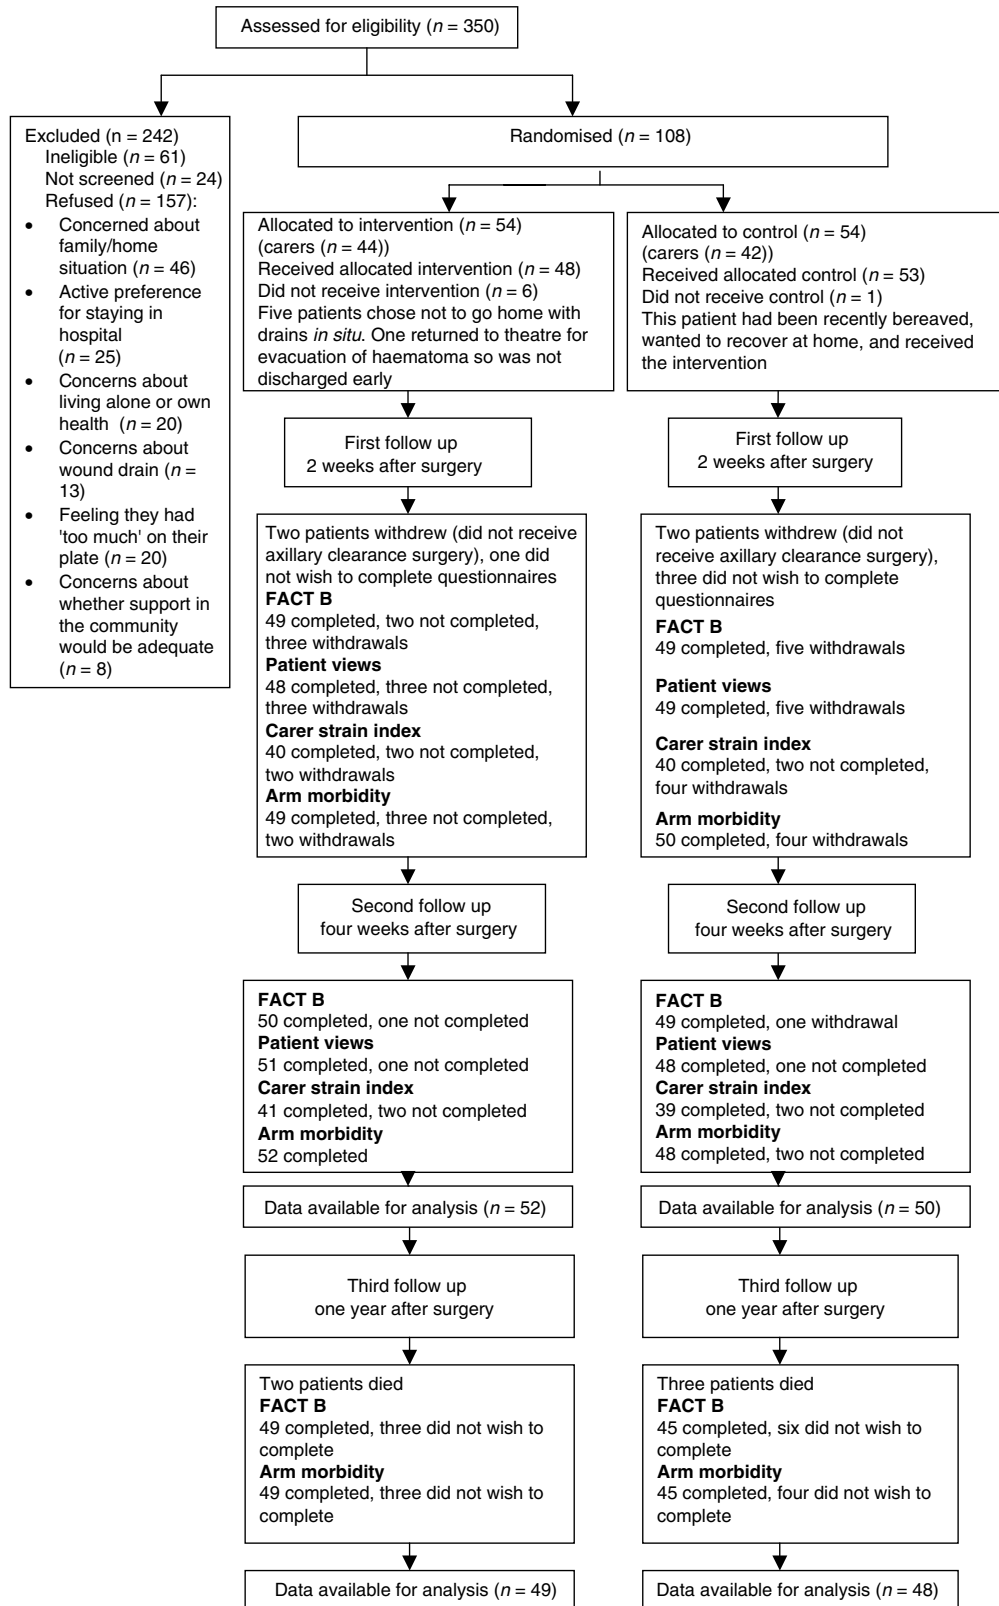 Assessed for eligibility (n = 350)
Excluded (n = 242)
Ineligible (n = 61)
Not screened (n = 24)
Refused (n = 157):
• Concerned about
family/home
situation (n = 46)
• Active preference
for staying in
hospital
(n = 25)
• Concerns about
living alone or own
health (n = 20)
• Concerns about
wound drain (n =
13)
• Feeling they had
'too much' on their
plate (n = 20)
• Concerns about
whether support in
the community
would be adequate
(n = 8)
Randomised (n = 108)
Allocated to intervention (n = 54)
(carers (n = 44))
Received allocated intervention (n = 48)
Did not receive intervention (n = 6)
Five patients chose not to go home with
drains in situ. One returned to theatre for
evacuation of haematoma so was not
discharged early
Allocated to control (n = 54)
(carers (n = 42))
Received allocated control (n = 53)
Did not receive control (n = 1)
This patient had been recently bereaved,
wanted to recover at home, and received
the intervention
First follow up
2 weeks after surgery
First follow up
2 weeks after surgery
Two patients withdrew (did not receive
axillary clearance surgery), one did
not wish to complete questionnaires
FACT B
49 completed, two not completed,
three withdrawals
Patient views
48 completed, three not completed,
three withdrawals
Carer strain index
40 completed, two not completed,
two withdrawals
Arm morbidity
49 completed, three not completed,
two withdrawals
Two patients withdrew (did not
receive axillary clearance surgery),
three did not wish to complete
questionnaires
FACT B
49 completed, five withdrawals
Patient views
49 completed, five withdrawals
Carer strain index
40 completed, two not completed,
four withdrawals
Arm morbidity
50 completed, four withdrawals
Second follow up
four weeks after surgery
Second follow up
four weeks after surgery
FACT B
50 completed, one not completed
Patient views
51 completed, one not completed
Carer strain index
41 completed, two not completed
Arm morbidity
52 completed
FACT B
49 completed, one withdrawal
Patient views
48 completed, one not completed
Carer strain index
39 completed, two not completed
Arm morbidity
48 completed, two not completed
Data available for analysis (n = 52)
Data available for analysis (n = 50)
Third follow up
one year after surgery
Third follow up
one year after surgery
Two patients died
FACT B
49 completed, three did not wish to
complete
Arm morbidity
49 completed, three did not wish to
complete
Three patients died
FACT B
45 completed, six did not wish to
complete
Arm morbidity
45 completed, four did not wish to
complete
Data available for analysis (n = 49)
Data available for analysis (n = 48)